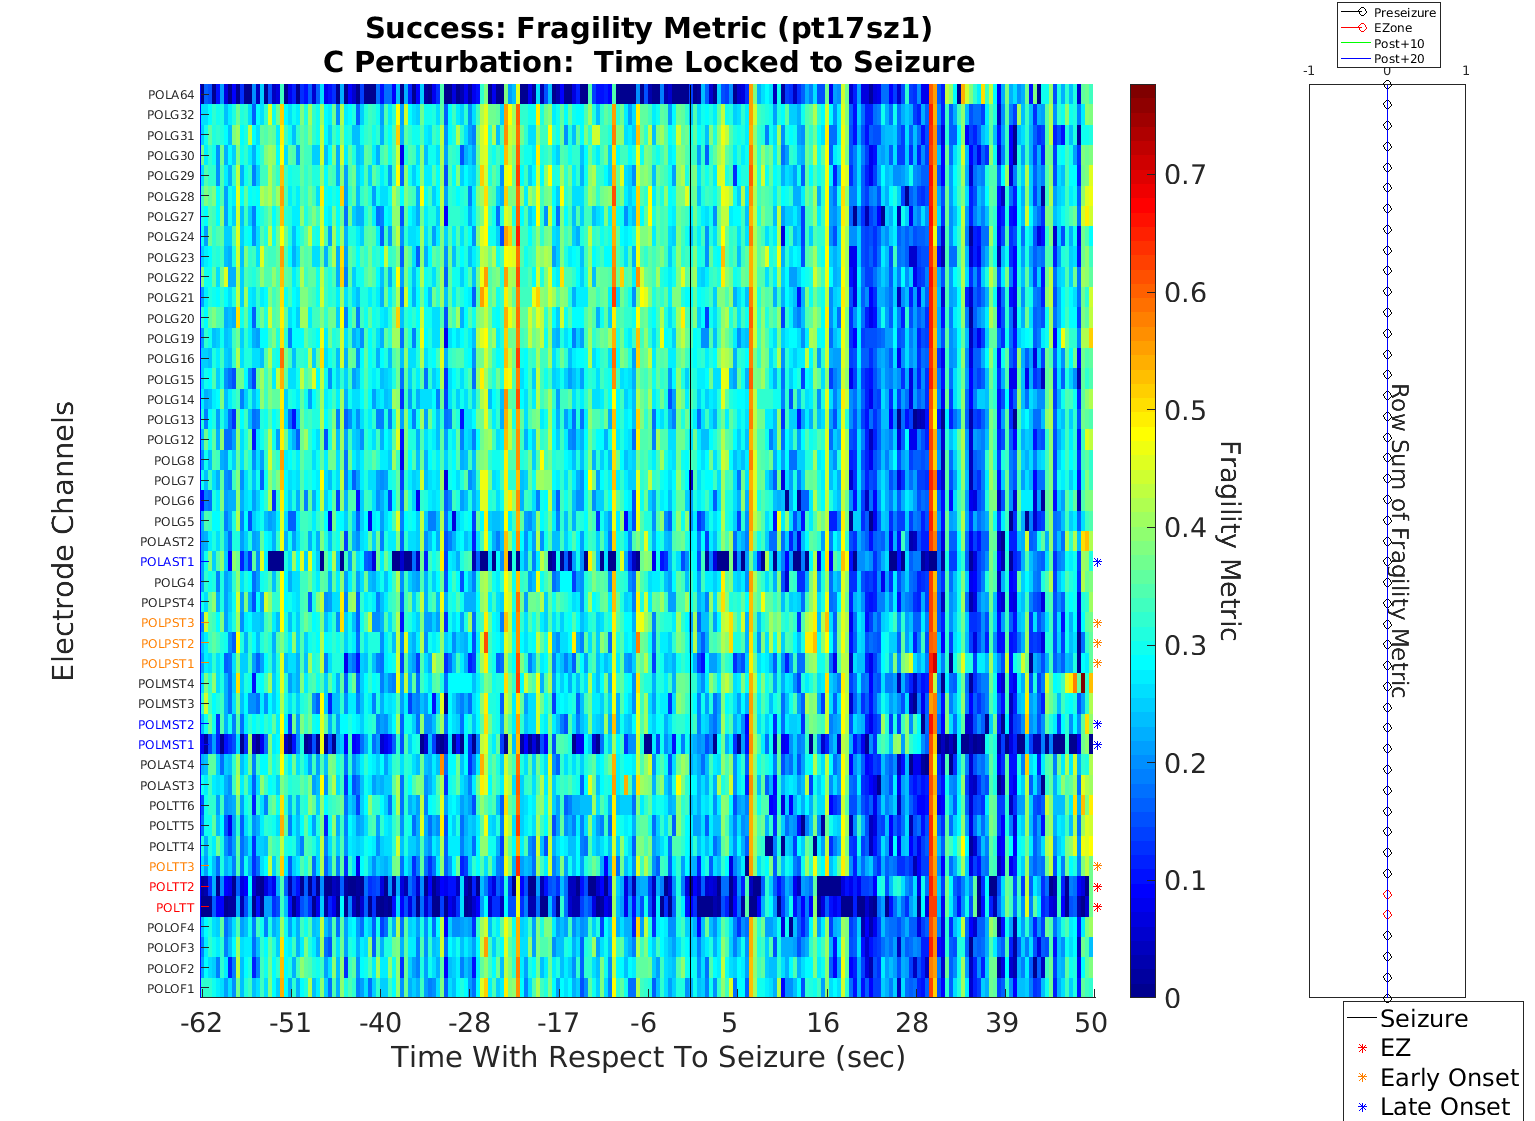 Success: Fragility Metric (pt17sz1)
C Perturbation:  Time Locked to Seizure
Preseizure
EZone
Post+10
Post+20
-1
0
1
Electrode Channels
POLA64
POLG32
POLG31
POLG30
POLG29
POLG28
POLG27
POLG24
POLG23
POLG22
POLG21
POLG20
POLG19
POLG16
POLG15
POLG14
POLG13
POLG12
POLG8
POLG7
POLG6
POLG5
POLAST2
POLAST1
POLG4
POLPST4
POLPST3
POLPST2
POLPST1
POLMST4
POLMST3
POLMST2
POLMST1
POLAST4
POLAST3
POLTT6
POLTT5
POLTT4
POLTT3
POLTT2
POLTT
POLOF4
POLOF3
POLOF2
POLOF1
-62
-51
-40
-28
-17
-6
5
16
28
39
50
Time With Respect To Seizure (sec)
0.7
0.6
0.5
0.4
0.3
0.2
0.1
0
Fragility Metric
Row Sum of Fragility Metric
Seizure
EZ
Early Onset
Late Onset